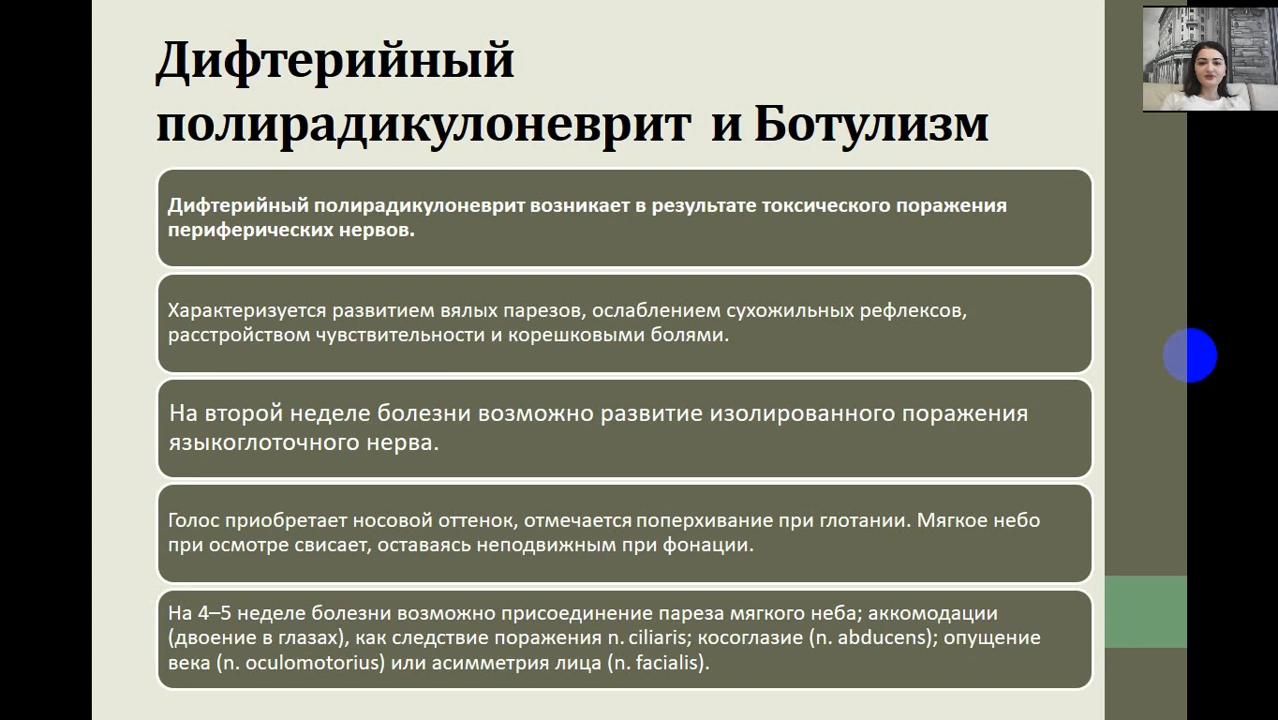 Дифтерийный
полирадикулоневрит и Ботулизм
Дифтерийный полирадикулоневрит возникает в результате токсического поражения
периферических нервов.
Характеризуется развитием вялых парезов, ослаблением сухожильных рефлексов,
расстройством чувствительности и корешковыми болями.
На второй неделе болезни возможно развитие изолированного поражения
языкоглоточного нерва.
Голос приобретает носовой оттенок, отмечается поперхивание при глотании. Мягкое небо
при осмотре свисает, оставаясь неподвижным при фонации.
На 4–5 неделе болезни возможно присоединение пареза мягкого неба; аккомодации
(двоение в глазах), как следствие поражения n. ciliaris; косоглазие (n. abducens); опущение
века (n. oculomotorius) или асимметрия лица (n. facialis).